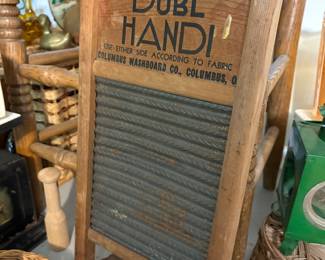 DUBL
HANDI
USE EITHER SIDE ACCORDING TO FABRIC
COLUMBUS WASHBOARD CO., COLUMBUS, O.